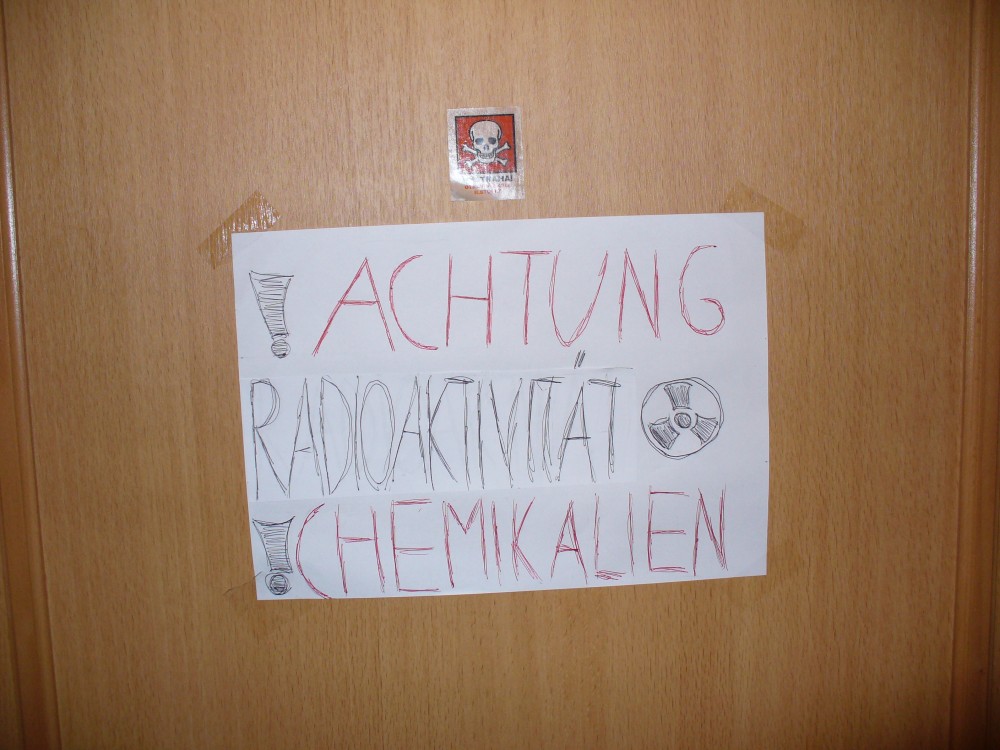 ! ACHTUNG
RADIOAKTIVITÄT
! CHEMIKALIEN